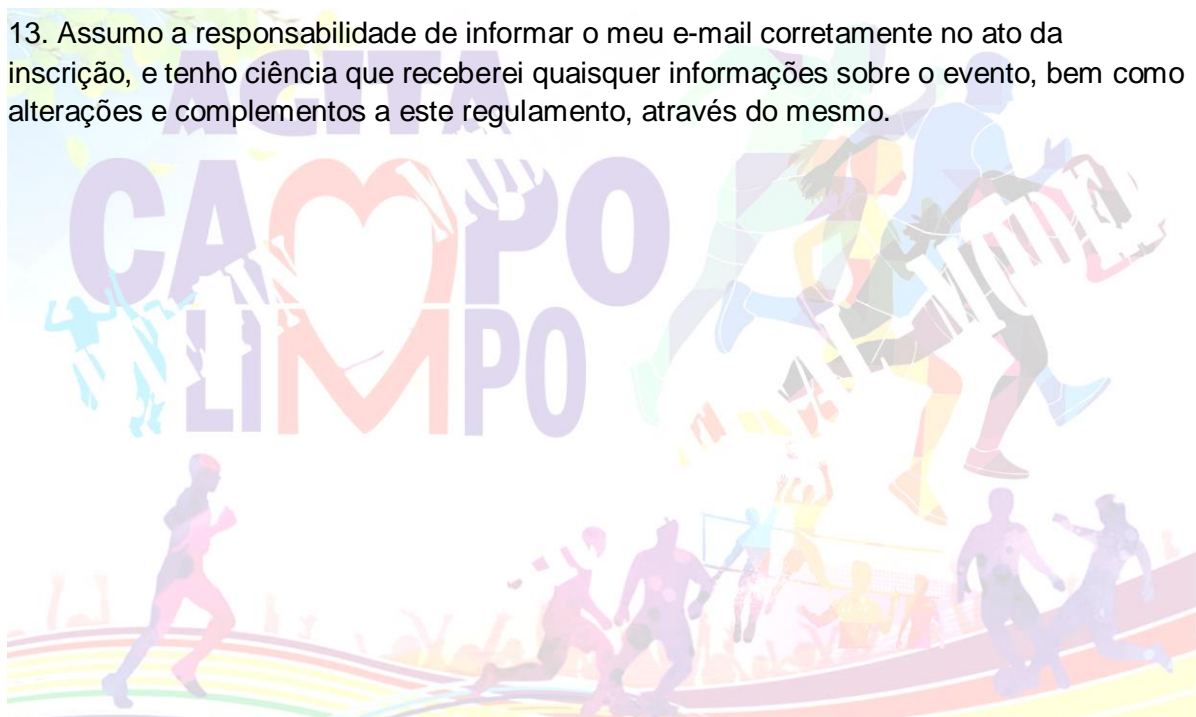 13. Assumo a responsabilidade de informar o meu e-mail corretamente no ato da
inscrição, e tenho ciência que receberei quaisquer informações sobre o evento, bem como
alterações e complementos a este regulamento, através do mesmo.
AGITA
CAMPO
LIMPO